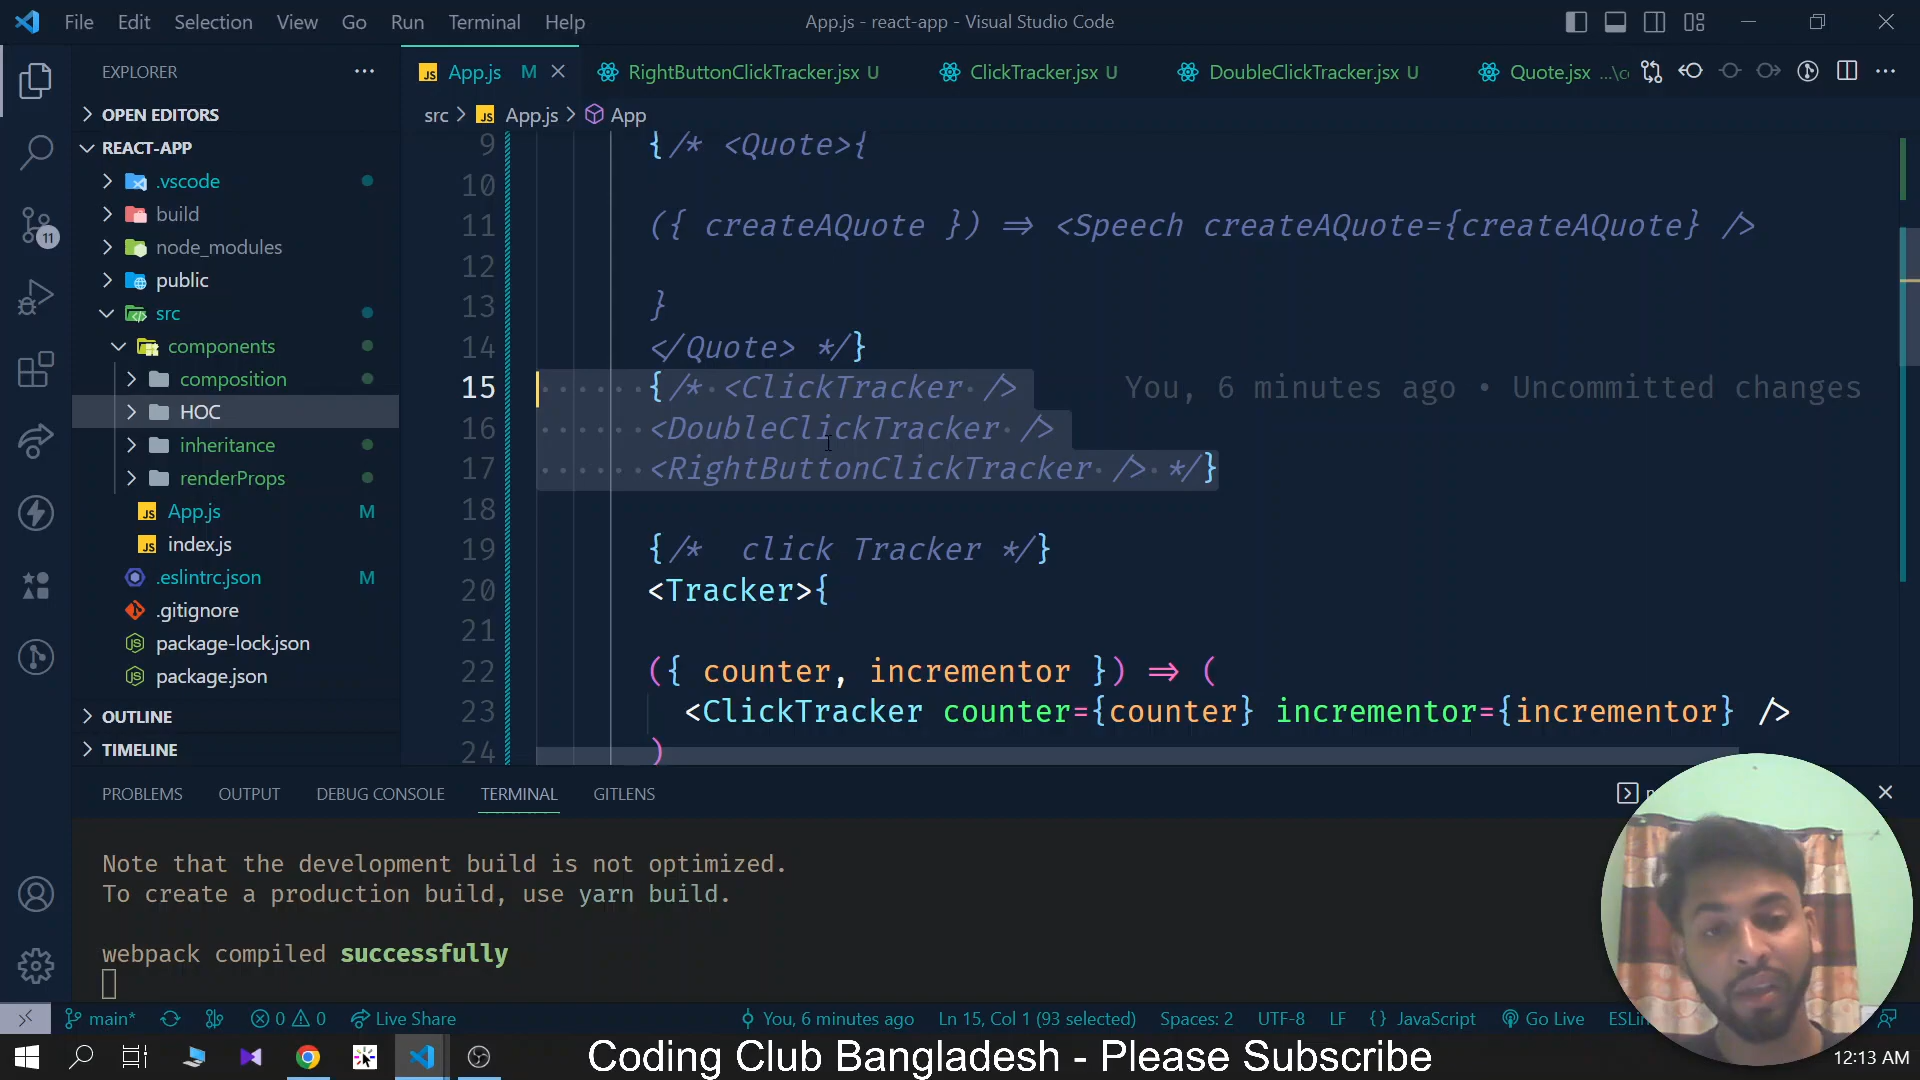 File Edit Selection View Go Run Terminal Help
App.js - react-app - Visual Studio Code
EXPLORER
OPEN EDITORS
REACT-APP
.vscode
build
node_modules
public
src
components
composition
HOC
inheritance
renderProps
App.js M
index.js
.eslintrc.json M
.gitignore
package-lock.json
package.json
OUTLINE
TIMELINE
11
App.js M
RightButtonClickTracker.jsx U
ClickTracker.jsx U
DoubleClickTracker.jsx U
Quote.jsx ...\c
src > App.js > App
9 {/* <Quote>{
10
11 ({ createAQuote }) => <Speech createAQuote={createAQuote} />
12
13 }
14 </Quote> */}
15 {/* <ClickTracker /> You, 6 minutes ago • Uncommitted changes
16 <DoubleClickTracker />
17 <RightButtonClickTracker /> */}
18
19 {/*  click Tracker */}
20 <Tracker>{
21
22 ({ counter, incrementor }) => (
23 <ClickTracker counter={counter} incrementor={incrementor} />
24 )
PROBLEMS OUTPUT DEBUG CONSOLE TERMINAL GITLENS
Note that the development build is not optimized.
To create a production build, use yarn build.
webpack compiled successfully
main* 0 0 Live Share You, 6 minutes ago Ln 15, Col 1 (93 selected) Spaces: 2 UTF-8 LF {} JavaScript Go Live
Coding Club Bangladesh - Please Subscribe
12:13 AM